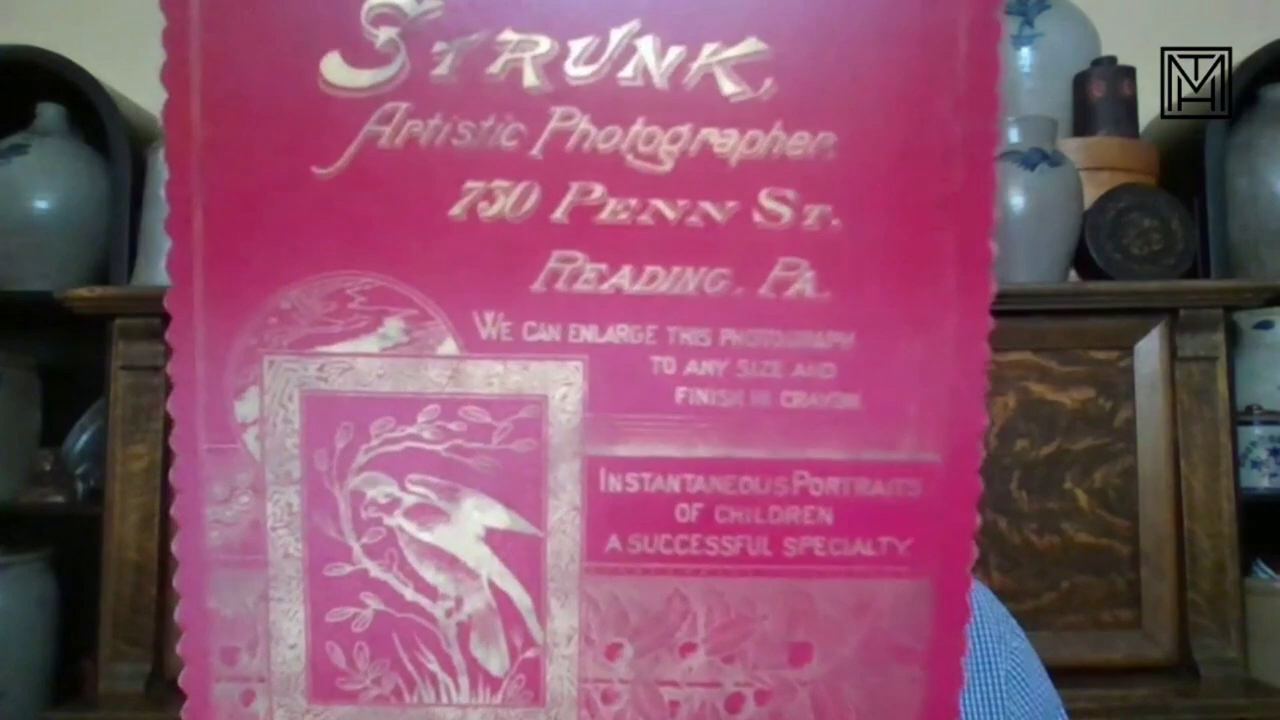 STRUNK,
Artistic Photographer.
730 PENN ST.
READING, PA.
WE CAN ENLARGE THIS PHOTOGRAPH
TO ANY SIZE AND
FINISH IN CRAYON.
INSTANTANEOUS PORTRAITS
OF CHILDREN
A SUCCESSFUL SPECIALTY.